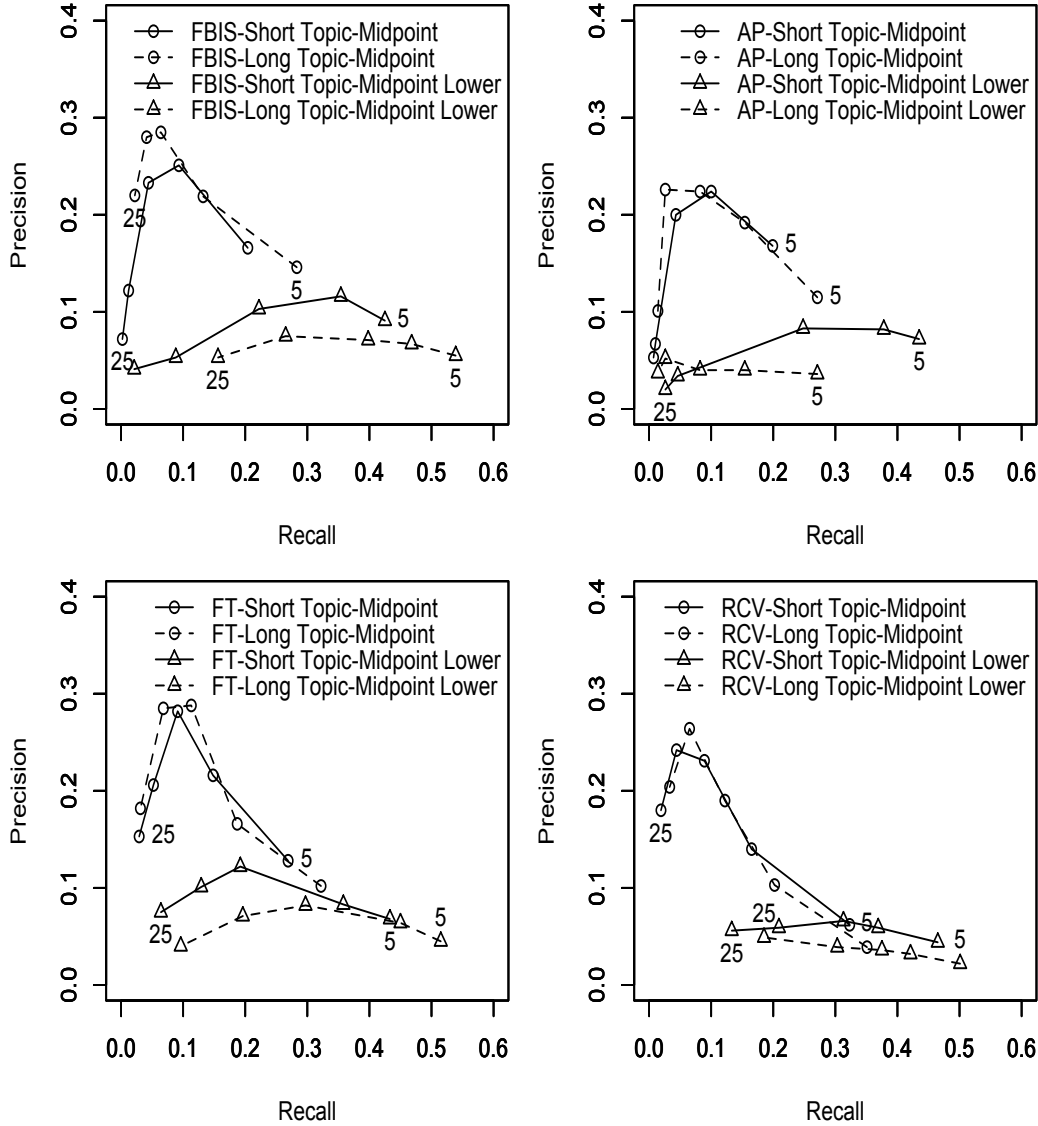 FBIS-Short Topic-Midpoint
FBIS-Long Topic-Midpoint
FBIS-Short Topic-Midpoint Lower
FBIS-Long Topic-Midpoint Lower
Precision
0.4
0.3
0.2
0.1
0.0
25
25
5
5
25
5
0.0 0.1 0.2 0.3 0.4 0.5 0.6
Recall
AP-Short Topic-Midpoint
AP-Long Topic-Midpoint
AP-Short Topic-Midpoint Lower
AP-Long Topic-Midpoint Lower
Precision
0.4
0.3
0.2
0.1
0.0
5
5
5
5
25
0.0 0.1 0.2 0.3 0.4 0.5 0.6
Recall
FT-Short Topic-Midpoint
FT-Long Topic-Midpoint
FT-Short Topic-Midpoint Lower
FT-Long Topic-Midpoint Lower
Precision
0.4
0.3
0.2
0.1
0.0
25
5
5
25
5
0.0 0.1 0.2 0.3 0.4 0.5 0.6
Recall
RCV-Short Topic-Midpoint
RCV-Long Topic-Midpoint
RCV-Short Topic-Midpoint Lower
RCV-Long Topic-Midpoint Lower
Precision
0.4
0.3
0.2
0.1
0.0
25
25
5
25
5
0.0 0.1 0.2 0.3 0.4 0.5 0.6
Recall